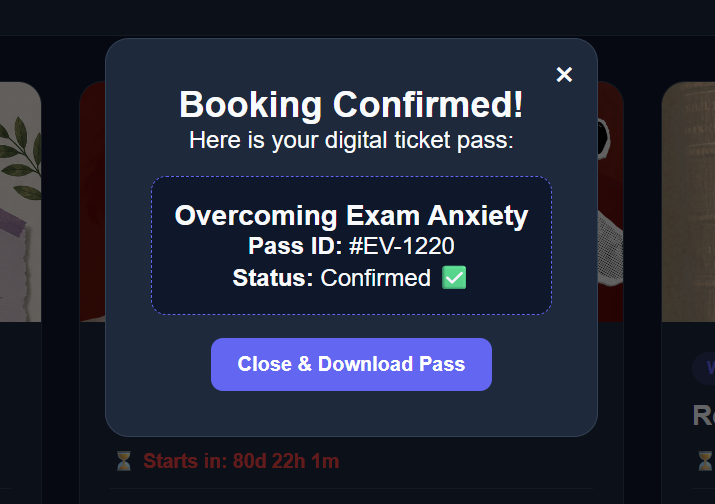 ×
Booking Confirmed!
Here is your digital ticket pass:
Overcoming Exam Anxiety
Pass ID: #EV-1220
Status: Confirmed ✅
Close & Download Pass
⏳ Starts in: 80d 22h 1m